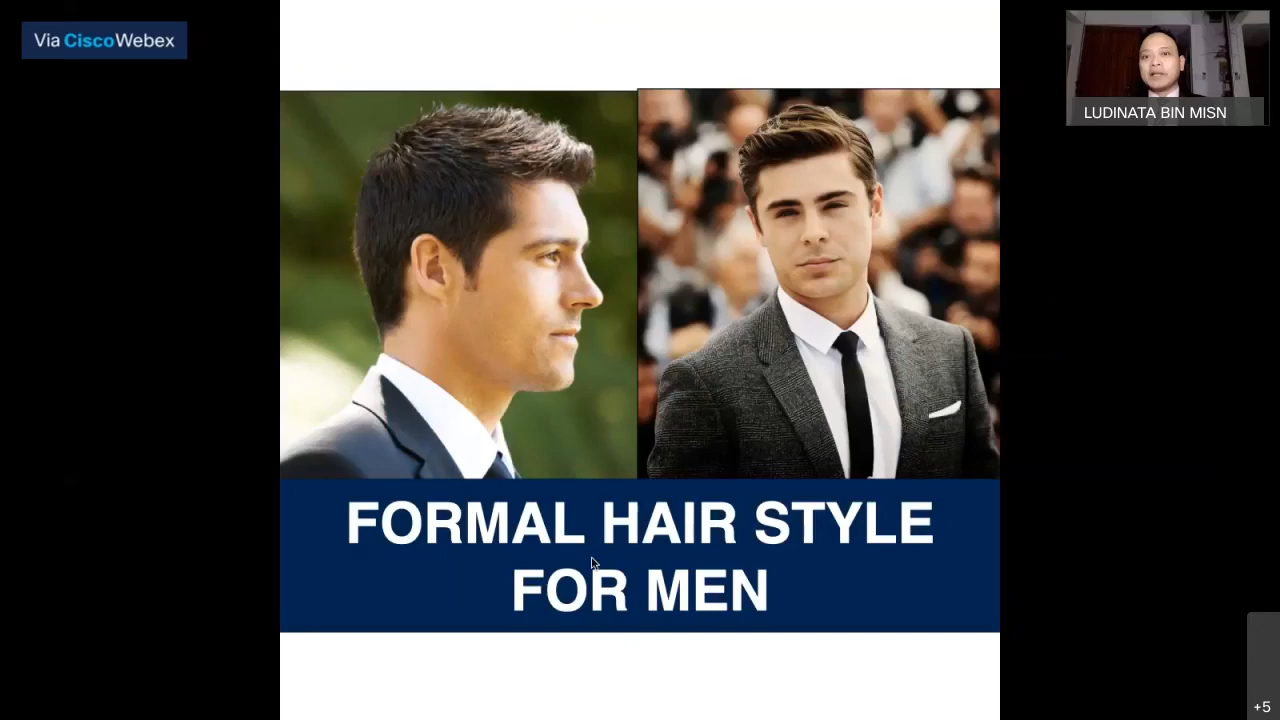 Via CiscoWebex
LUDINATA BIN MISN
FORMAL HAIR STYLE
FOR MEN
+5